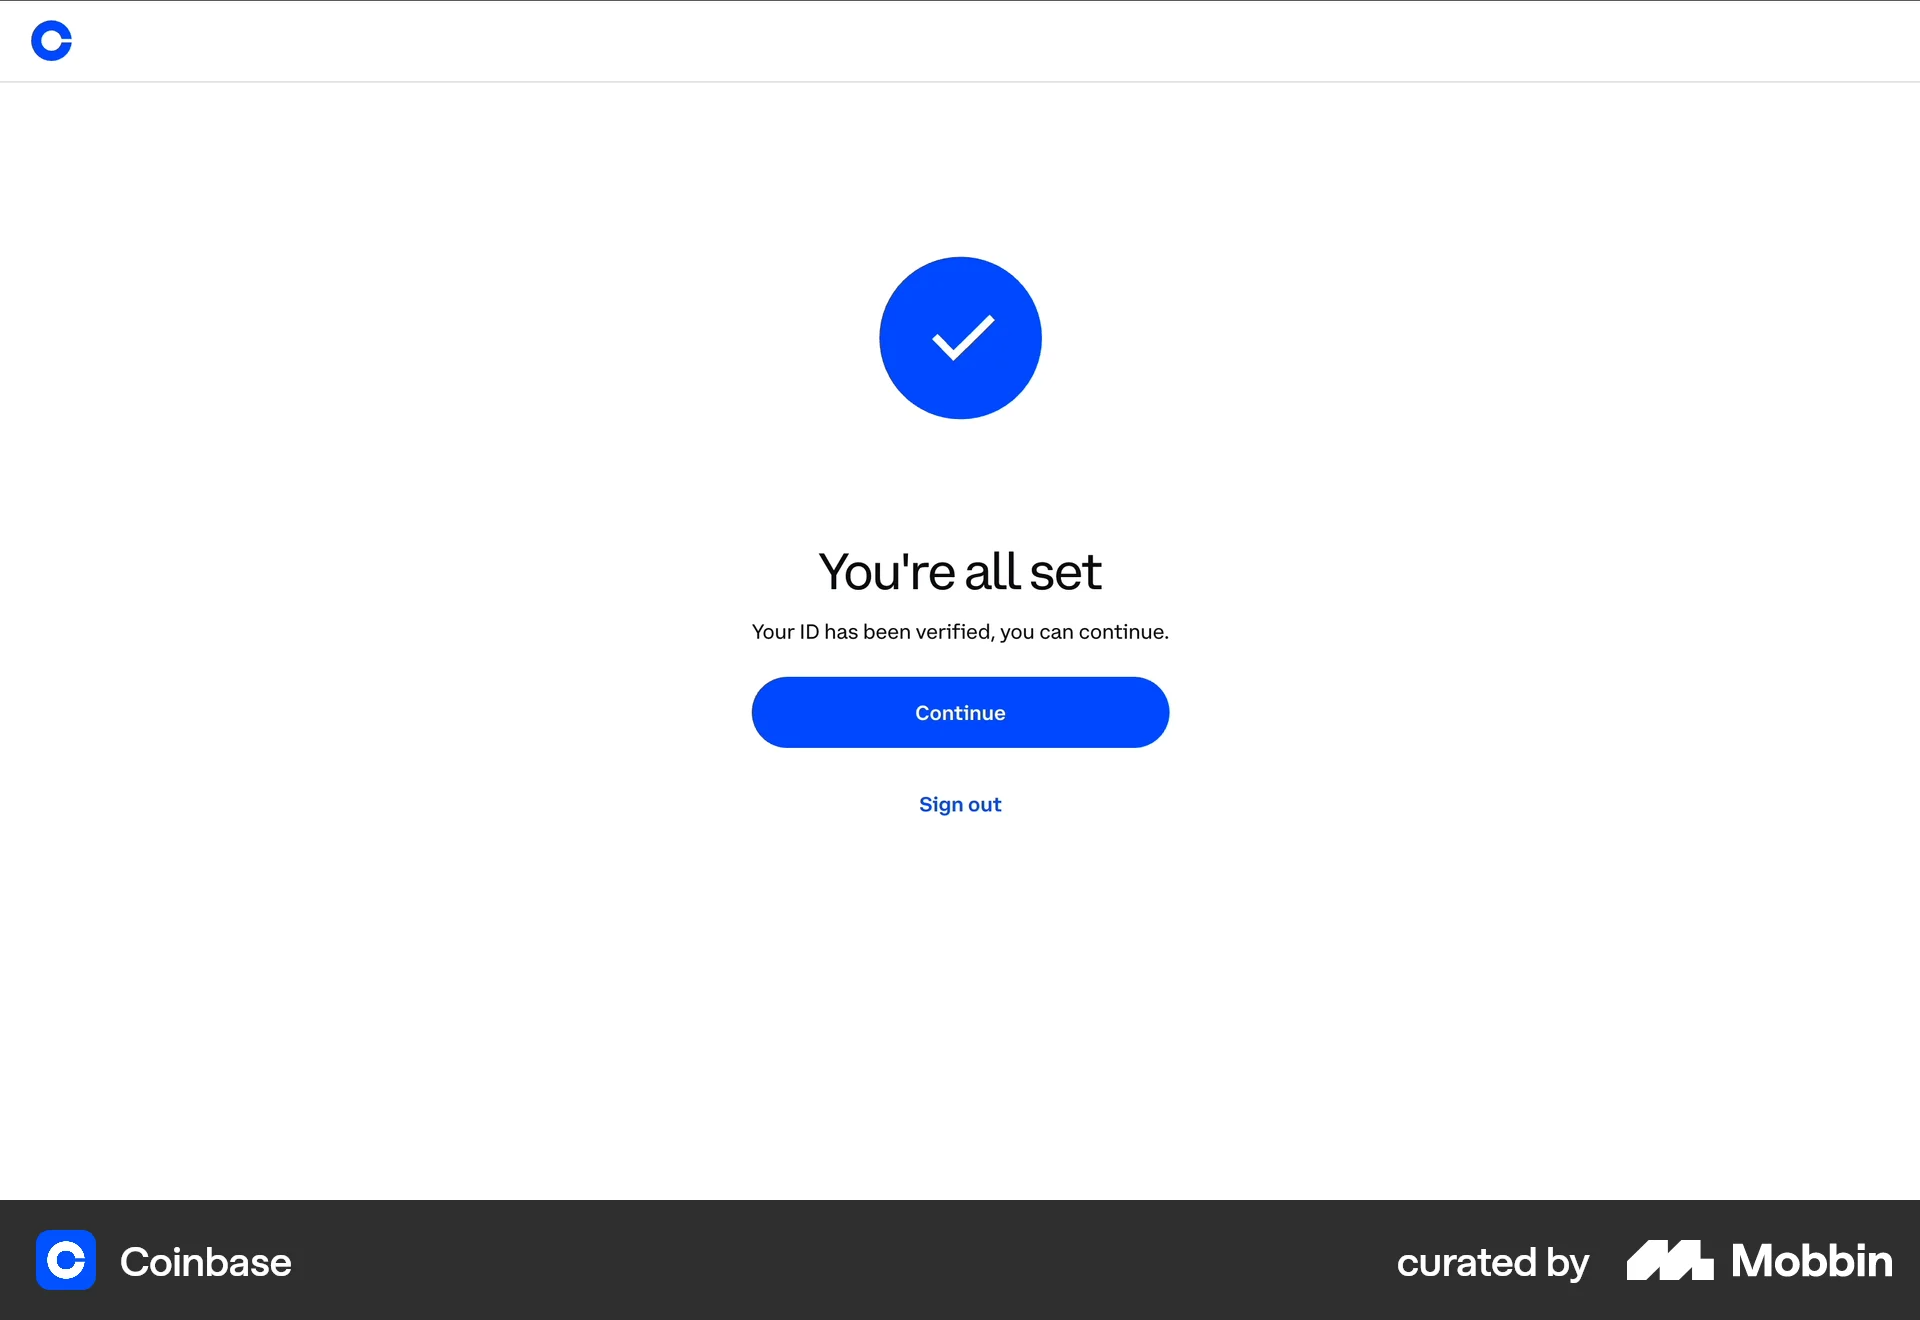 You're all set
Your ID has been verified, you can continue.
Continue
Sign out
Coinbase
curated by Mobbin